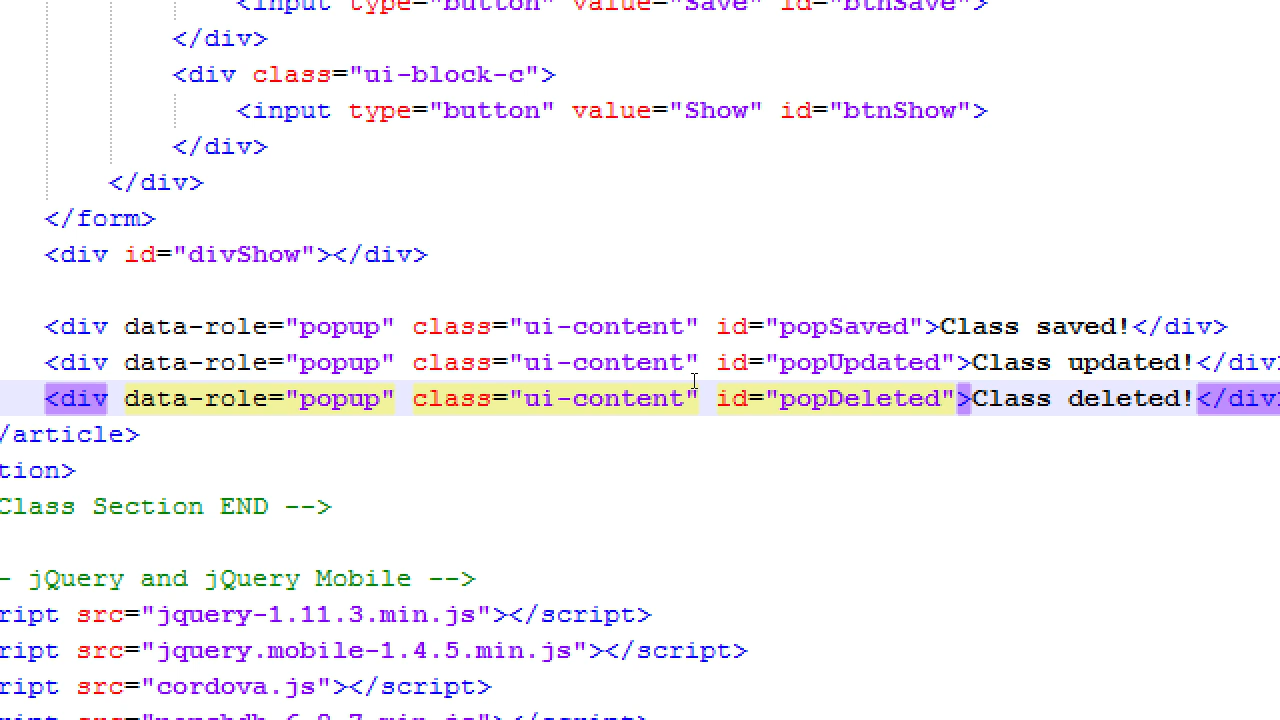 <input type="button" value="Save" id="btnSave">
</div>
<div class="ui-block-c">
<input type="button" value="Show" id="btnShow">
</div>
</div>
</form>
<div id="divShow"></div>
<div data-role="popup" class="ui-content" id="popSaved">Class saved!</div>
<div data-role="popup" class="ui-content" id="popUpdated">Class updated!</div
<div data-role="popup" class="ui-content" id="popDeleted">Class deleted!</div
/article>
tion>
Class Section END -->
- jQuery and jQuery Mobile -->
ript src="jquery-1.11.3.min.js"></script>
ript src="jquery.mobile-1.4.5.min.js"></script>
ript src="cordova.js"></script>